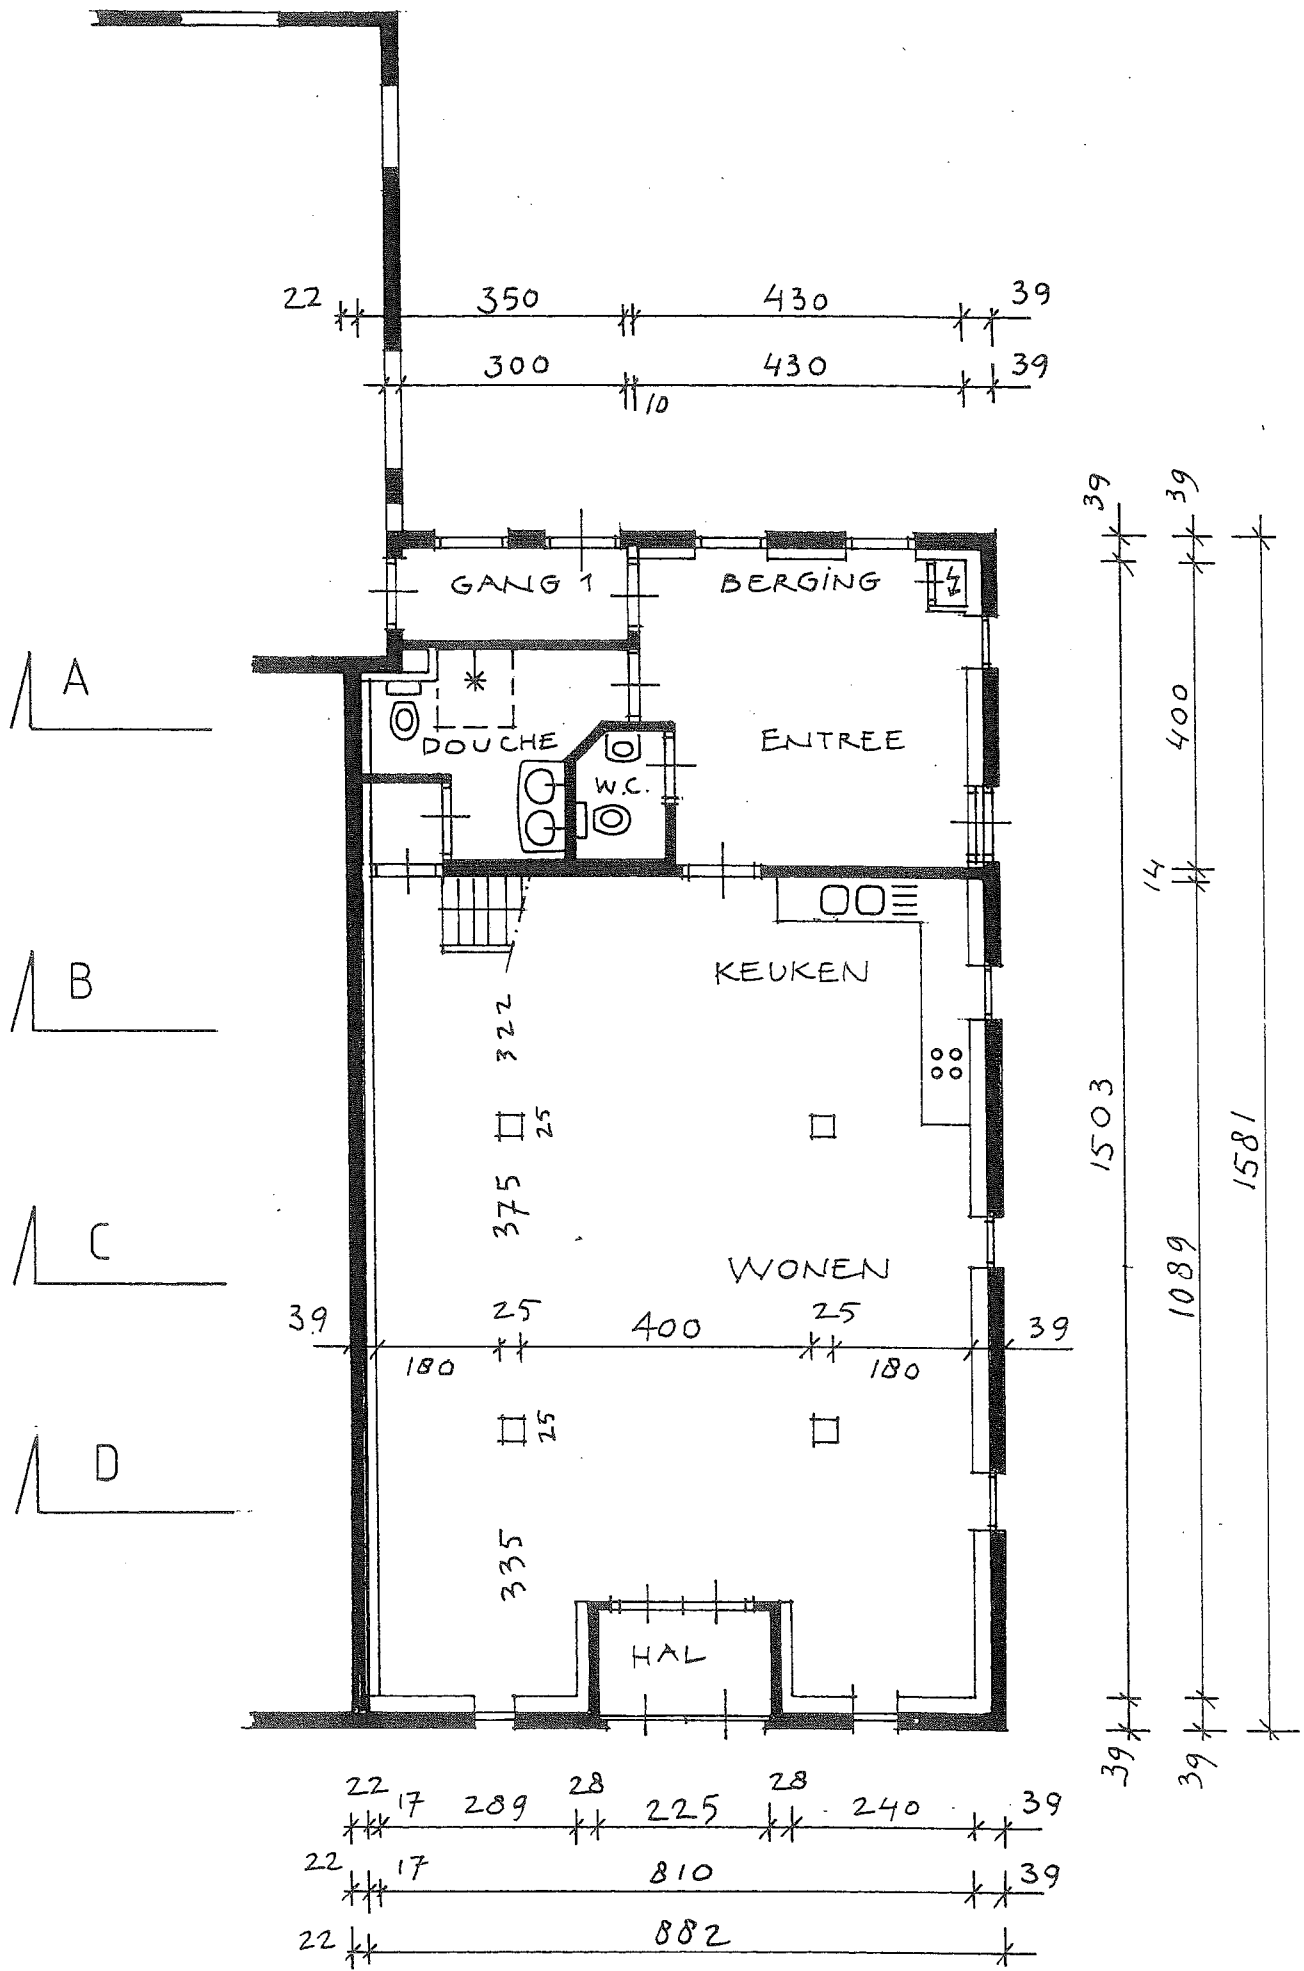 22 350 430 39
300 430 39
10
39 39
GANG 1 BERGING
A
400
DOUCHE ENTREE
W.C.
14
B
KEUKEN
322
25
1503
1581
375
C
WONEN
1089
39 25 400 25 39
180 180
25
D
335
HAL
39 39
22 17 289 28 225 28 240 39
22 17 810 39
22 882